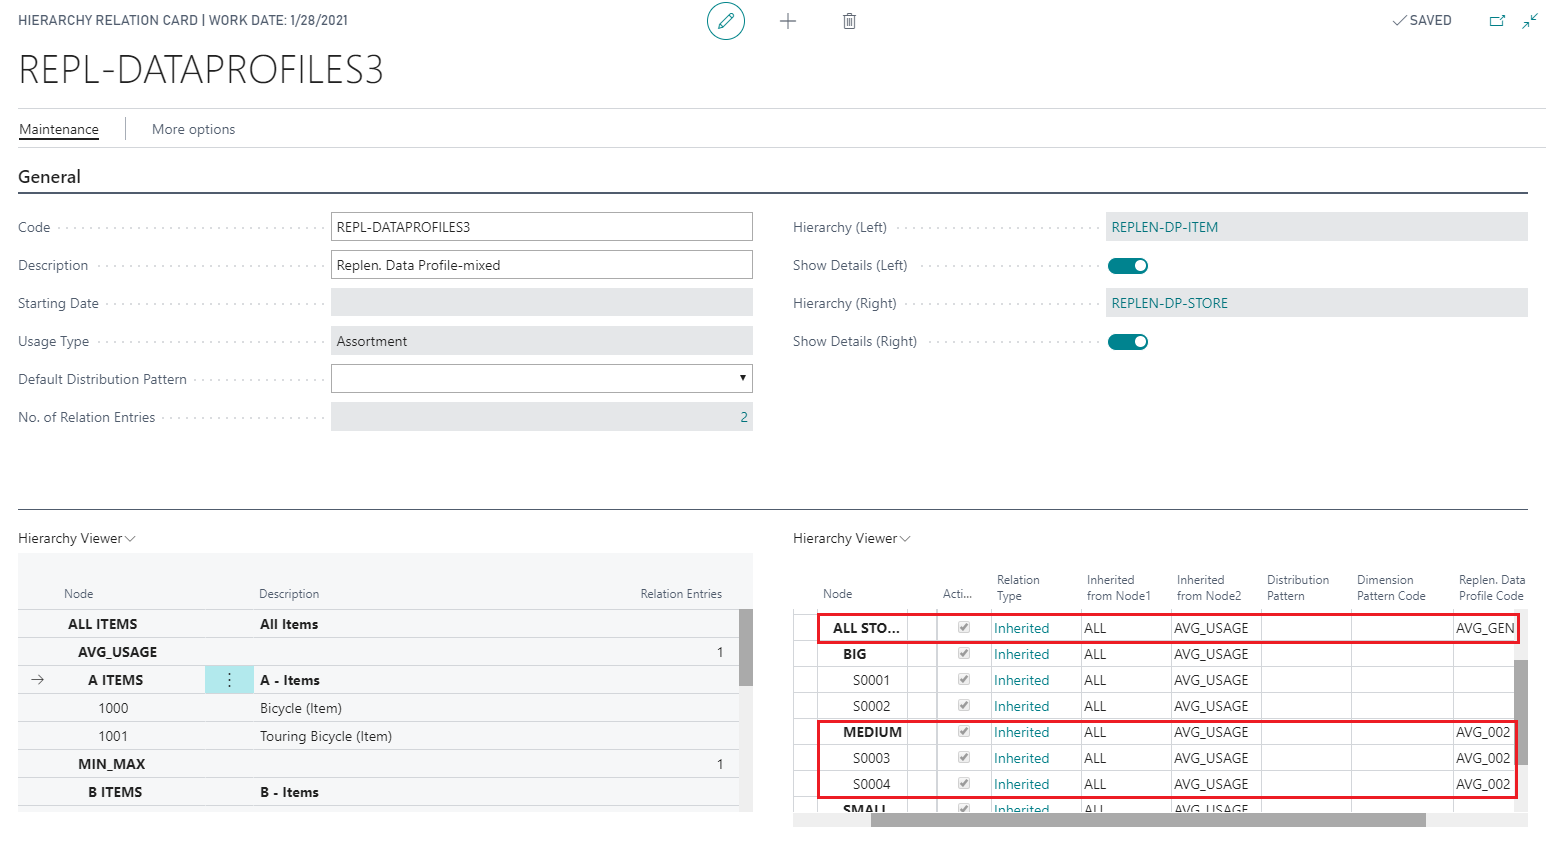 HIERARCHY RELATION CARD | WORK DATE: 1/28/2021
SAVED
REPL-DATAPROFILES3
Maintenance | More options
General
Code REPL-DATAPROFILES3
Hierarchy (Left) REPLEN-DP-ITEM
Description Replen. Data Profile-mixed
Show Details (Left)
Starting Date
Hierarchy (Right) REPLEN-DP-STORE
Usage Type Assortment
Show Details (Right)
Default Distribution Pattern
No. of Relation Entries 2
Hierarchy Viewer
Node Description Relation Entries
ALL ITEMS All Items
AVG_USAGE 1
A ITEMS A - Items
1000 Bicycle (Item)
1001 Touring Bicycle (Item)
MIN_MAX 1
B ITEMS B - Items
Hierarchy Viewer
Node Acti... Relation Type Inherited from Node1 Inherited from Node2 Distribution Pattern Dimension Pattern Code Replen. Data Profile Code
ALL STO... Inherited ALL AVG_USAGE AVG_GEN
BIG Inherited ALL AVG_USAGE
S0001 Inherited ALL AVG_USAGE
S0002 Inherited ALL AVG_USAGE
MEDIUM Inherited ALL AVG_USAGE AVG_002
S0003 Inherited ALL AVG_USAGE AVG_002
S0004 Inherited ALL AVG_USAGE AVG_002
SMALL Inherited ALL AVG_USAGE